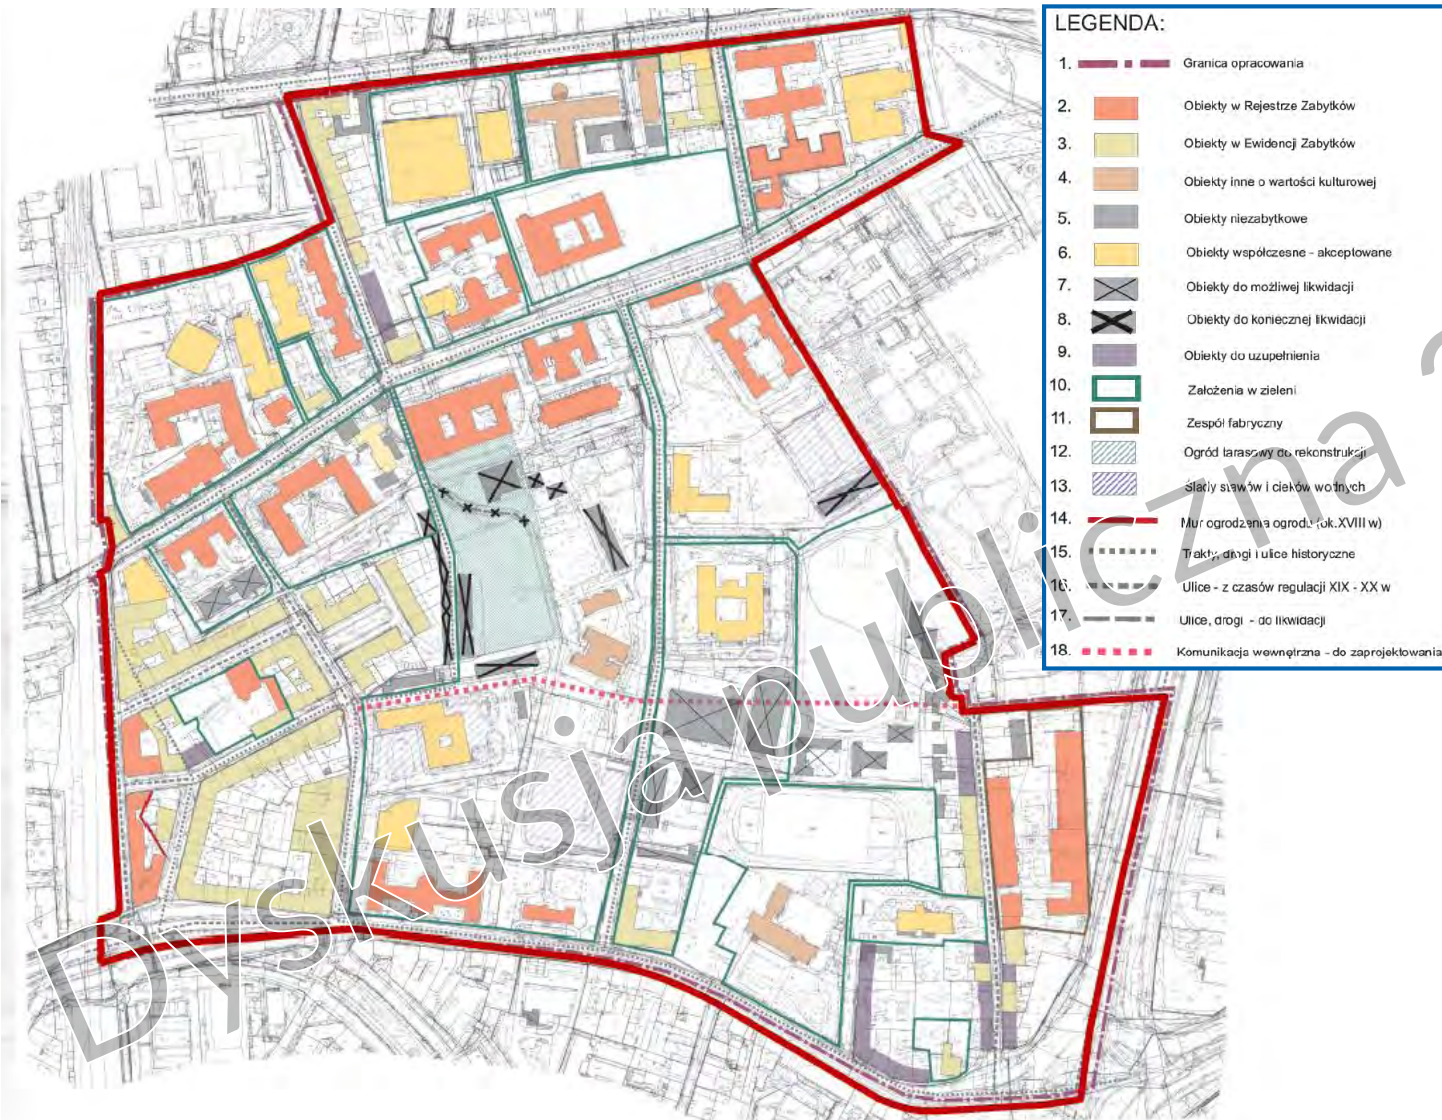 LEGENDA:
1. Granica opracowania
2. Obiekty w Rejestrze Zabytków
3. Obiekty w Ewidencji Zabytków
4. Obiekty inne o wartości kulturowej
5. Obiekty niezabytkowe
6. Obiekty współczesne - akceptowane
7. Obiekty do możliwej likwidacji
8. Obiekty do koniecznej likwidacji
9. Obiekty do uzupełnienia
10. Założenia w zieleni
11. Zespół fabryczny
12. Ogród tarasowy do rekonstrukcji
13. Ślady stawów i cieków wodnych
14. Mur ogrodzenia ogrodu (ok.XVIII w)
15. Trakty, drogi i ulice historyczne
16. Ulice - z czasów regulacji XIX - XX w
17. Ulice, drogi - do likwidacji
18. Komunikacja wewnętrzna - do zaprojektowania
Dyskusja publiczna